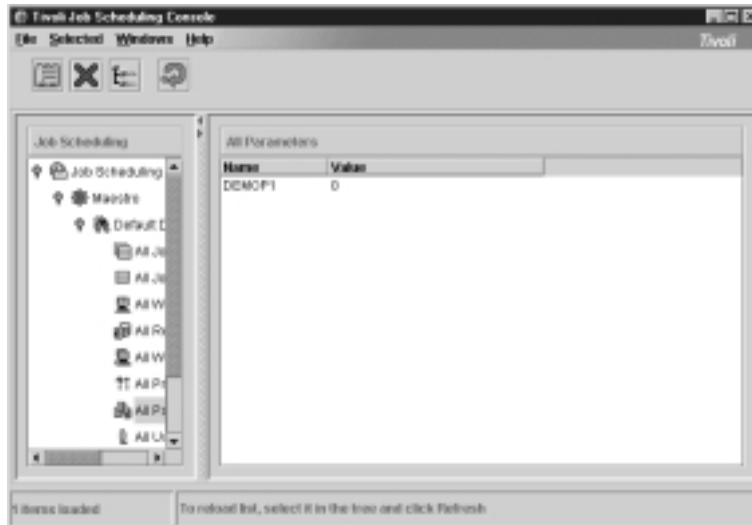 Tivoli Job Scheduling Console
File Selected Windows Help
Tivoli
Job Scheduling
Job Scheduling
Maestro
Default D
All Jo
All Jo
All W
All Re
All W
All Pr
All Pa
All Us
All Parameters
Name Value
DEMOP1 0
1 items loaded
To reload list, select it in the tree and click Refresh